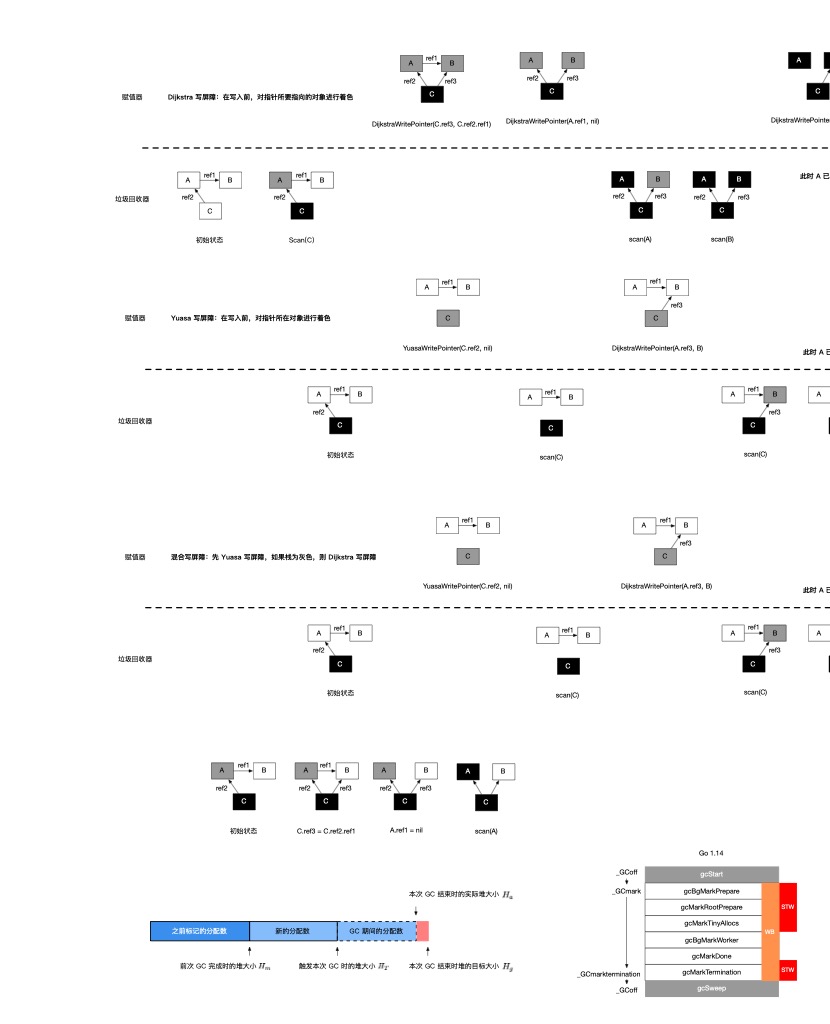 A ref1 B
ref2 ref3
C
DijkstraWritePointer(C.ref3, C.ref2.ref1)
A B
ref2 ref3
C
DijkstraWritePointer(A.ref1, nil)
A
C
DijkstraWritePointe
赋值器
Dijkstra 写屏障：在写入前，对指针所要指向的对象进行着色
此时 A 已
垃圾回收器
A ref1 B
ref2
C
初始状态
A ref1 B
ref2
C
Scan(C)
A B
ref2 ref3
C
scan(A)
A B
ref2 ref3
C
scan(B)
赋值器
Yuasa 写屏障：在写入前，对指针所在对象进行着色
A ref1 B
C
YuasaWritePointer(C.ref2, nil)
A ref1 B
ref3
C
DijkstraWritePointer(A.ref3, B)
此时 A 已
垃圾回收器
A ref1 B
ref2
C
初始状态
A ref1 B
C
scan(C)
A ref1 B
ref3
C
scan(C)
A
赋值器
混合写屏障：先 Yuasa 写屏障，如果栈为灰色，则 Dijkstra 写屏障
A ref1 B
C
YuasaWritePointer(C.ref2, nil)
A ref1 B
ref3
C
DijkstraWritePointer(A.ref3, B)
此时 A 已
垃圾回收器
A ref1 B
ref2
C
初始状态
A ref1 B
C
scan(C)
A ref1 B
ref3
C
scan(C)
A
A ref1 B
ref2
C
初始状态
A ref1 B
ref2 ref3
C
C.ref3 = C.ref2.ref1
A B
ref2 ref3
C
A.ref1 = nil
A B
C
scan(A)
本次 GC 结束时的实际堆大小 Ha
之前标记的分配数
新的分配数
GC 期间的分配数
前次 GC 完成时的堆大小 Hm
触发本次 GC 时的堆大小 HT
本次 GC 结束时堆的目标大小 Hg
Go 1.14
_GCoff
gcStart
_GCmark
gcBgMarkPrepare
gcMarkRootPrepare
STW
gcMarkTinyAllocs
WB
gcBgMarkWorker
gcMarkDone
_GCmarktermination
gcMarkTermination
STW
_GCoff
gcSweep